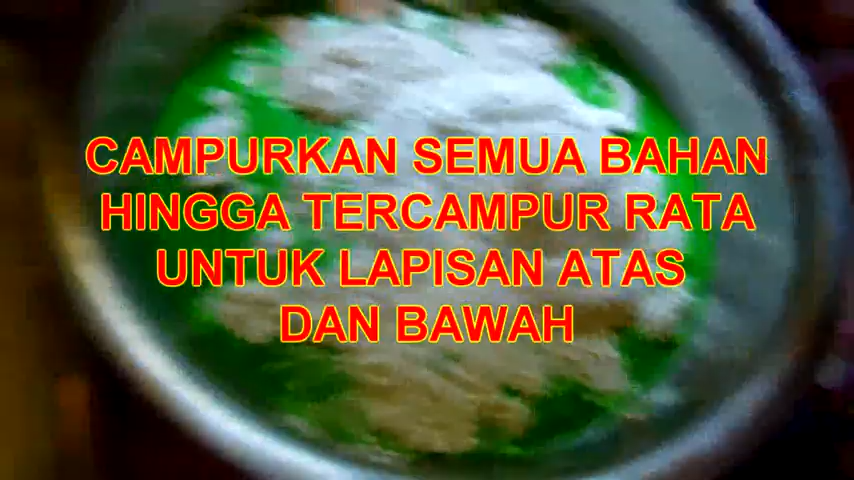 CAMPURKAN SEMUA BAHAN
HINGGA TERCAMPUR RATA
UNTUK LAPISAN ATAS
DAN BAWAH